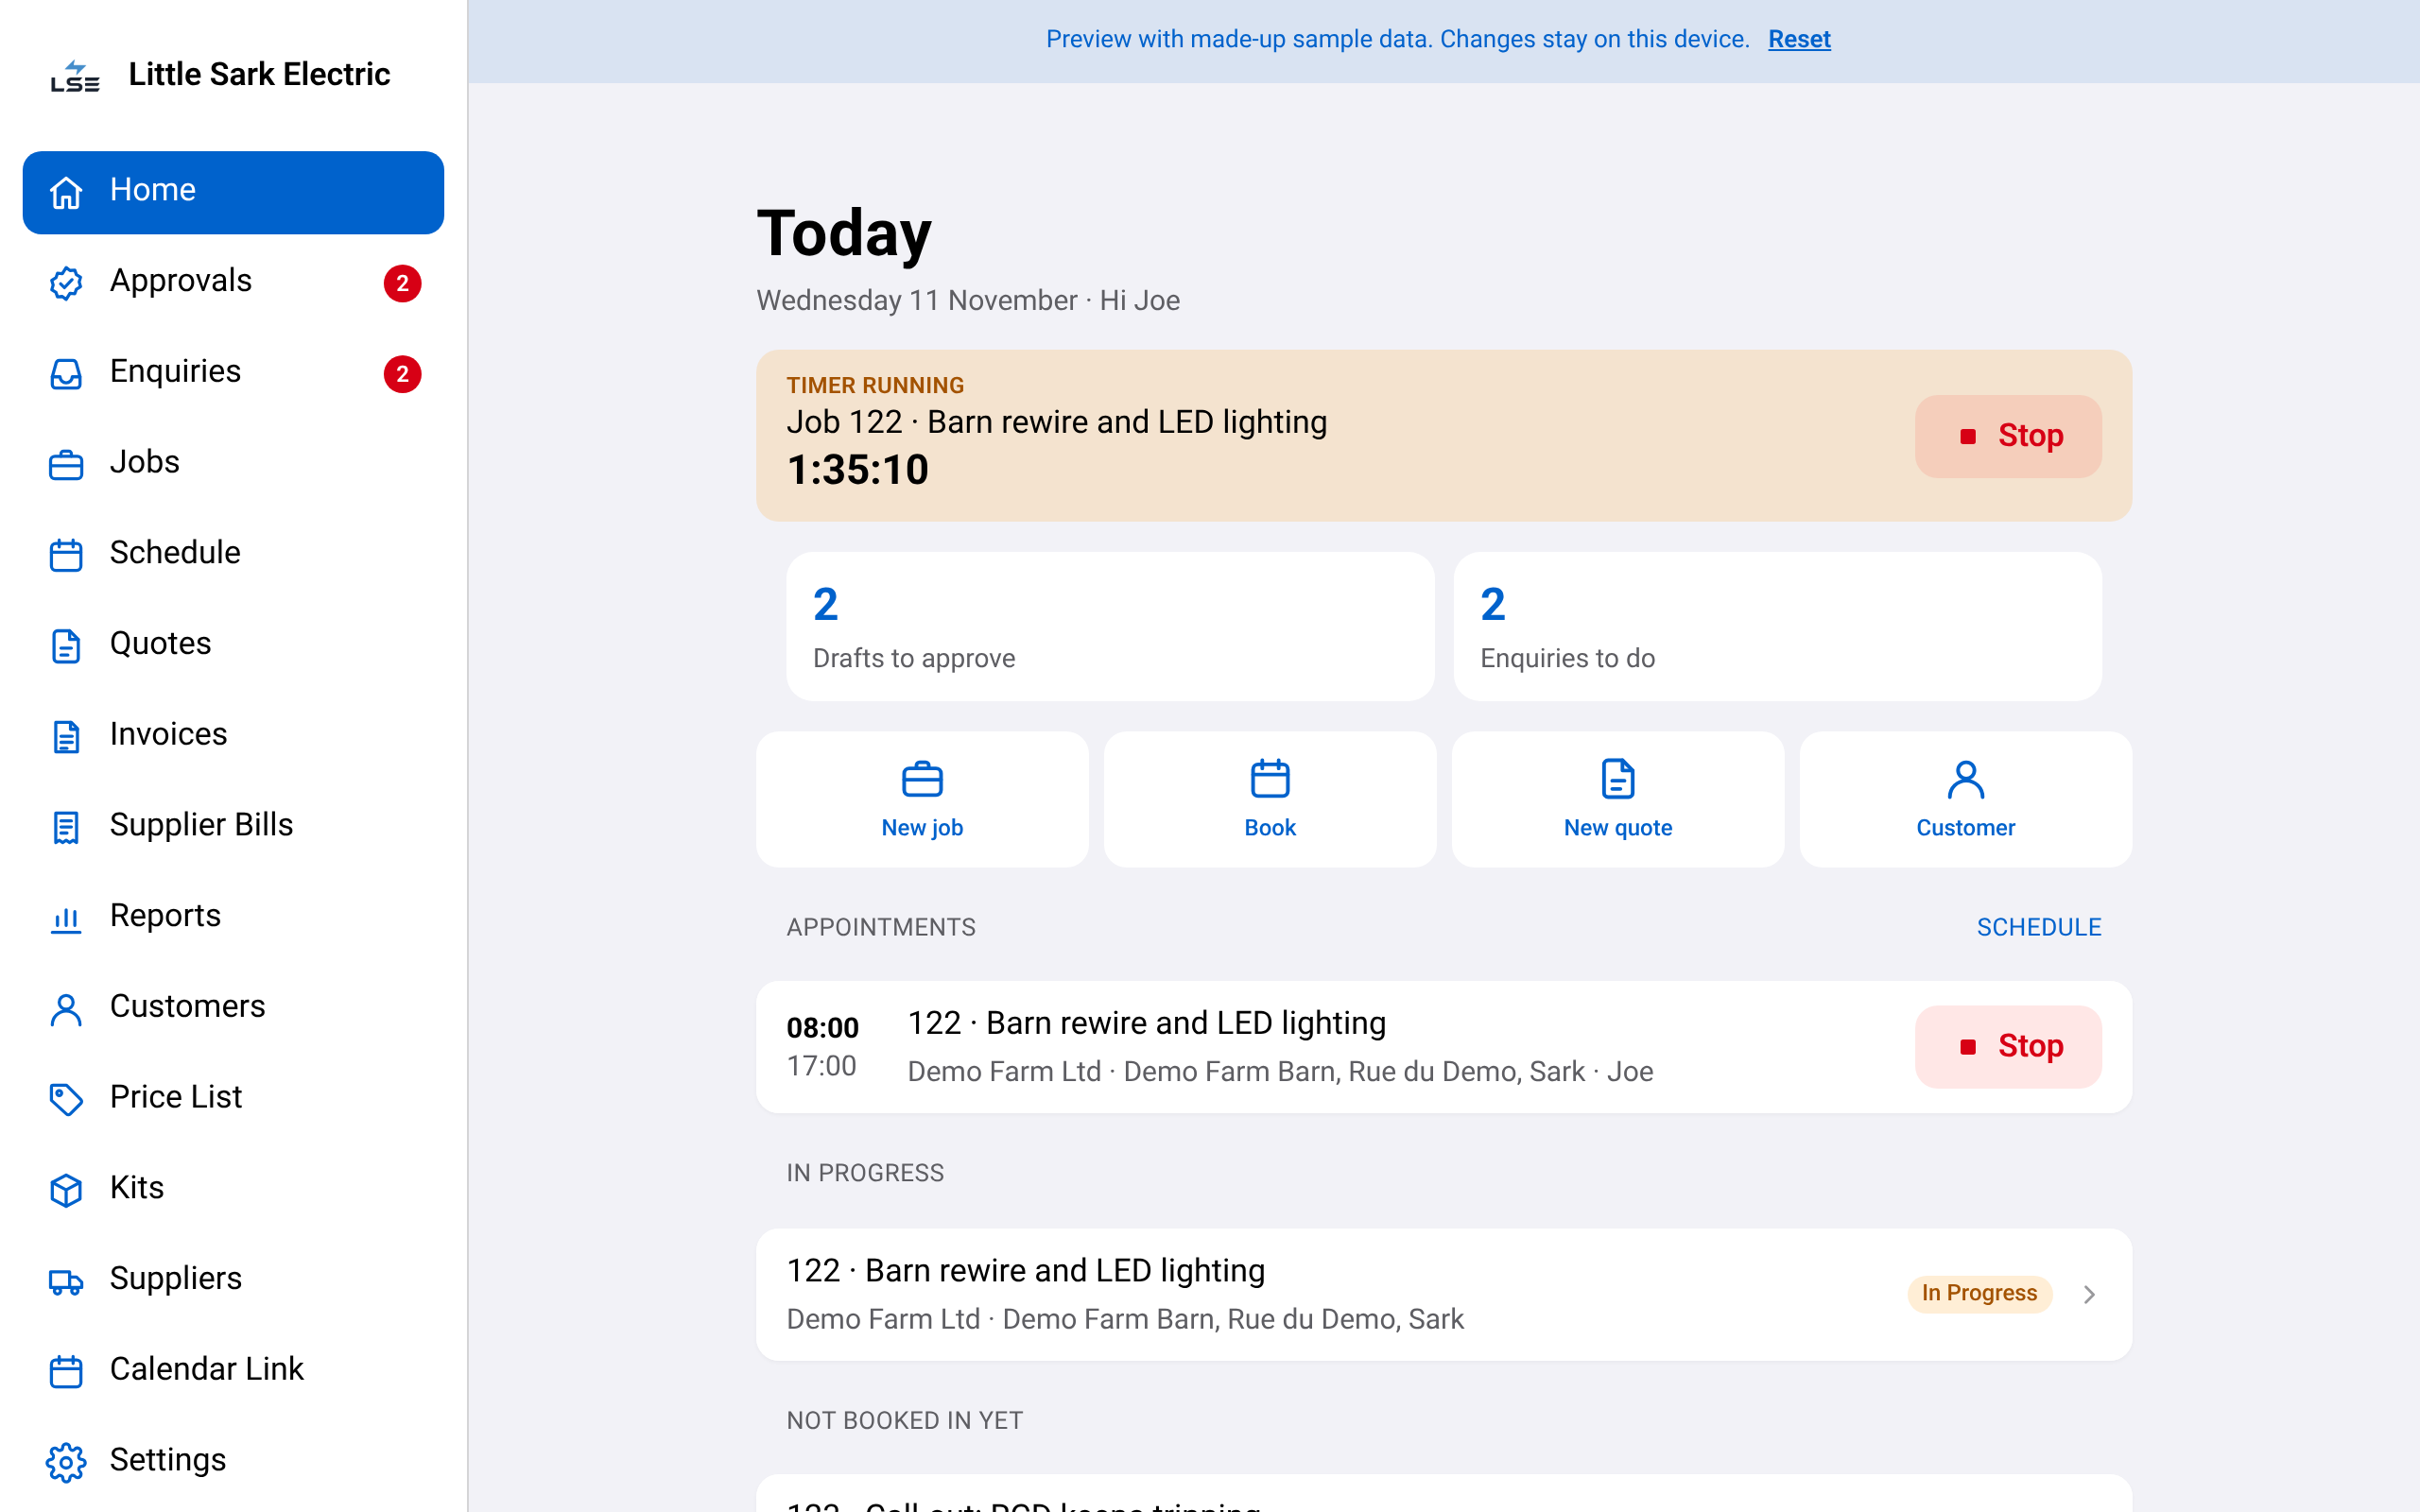 LSE
Little Sark Electric
Home
Approvals 2
Enquiries 2
Jobs
Schedule
Quotes
Invoices
Supplier Bills
Reports
Customers
Price List
Kits
Suppliers
Calendar Link
Settings
Preview with made-up sample data. Changes stay on this device. Reset
Today
Wednesday 11 November · Hi Joe
TIMER RUNNING
Job 122 · Barn rewire and LED lighting
1:35:10
Stop
2
Drafts to approve
2
Enquiries to do
New job
Book
New quote
Customer
APPOINTMENTS
SCHEDULE
08:00
17:00
122 · Barn rewire and LED lighting
Demo Farm Ltd · Demo Farm Barn, Rue du Demo, Sark · Joe
Stop
IN PROGRESS
122 · Barn rewire and LED lighting
Demo Farm Ltd · Demo Farm Barn, Rue du Demo, Sark
In Progress
NOT BOOKED IN YET
Call-out: RCD keeps tripping